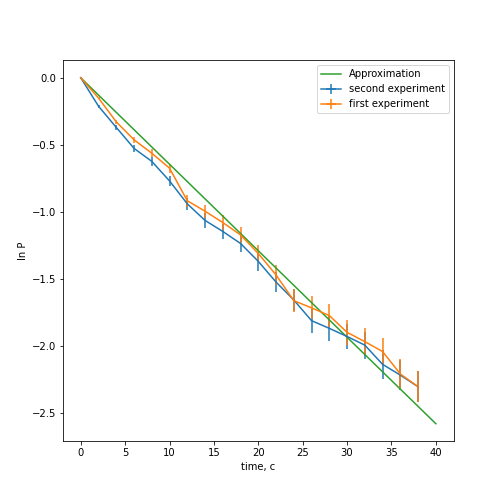 Approximation
second experiment
first experiment
0.0
−0.5
−1.0
−1.5
−2.0
−2.5
ln P
0 5 10 15 20 25 30 35 40
time, c